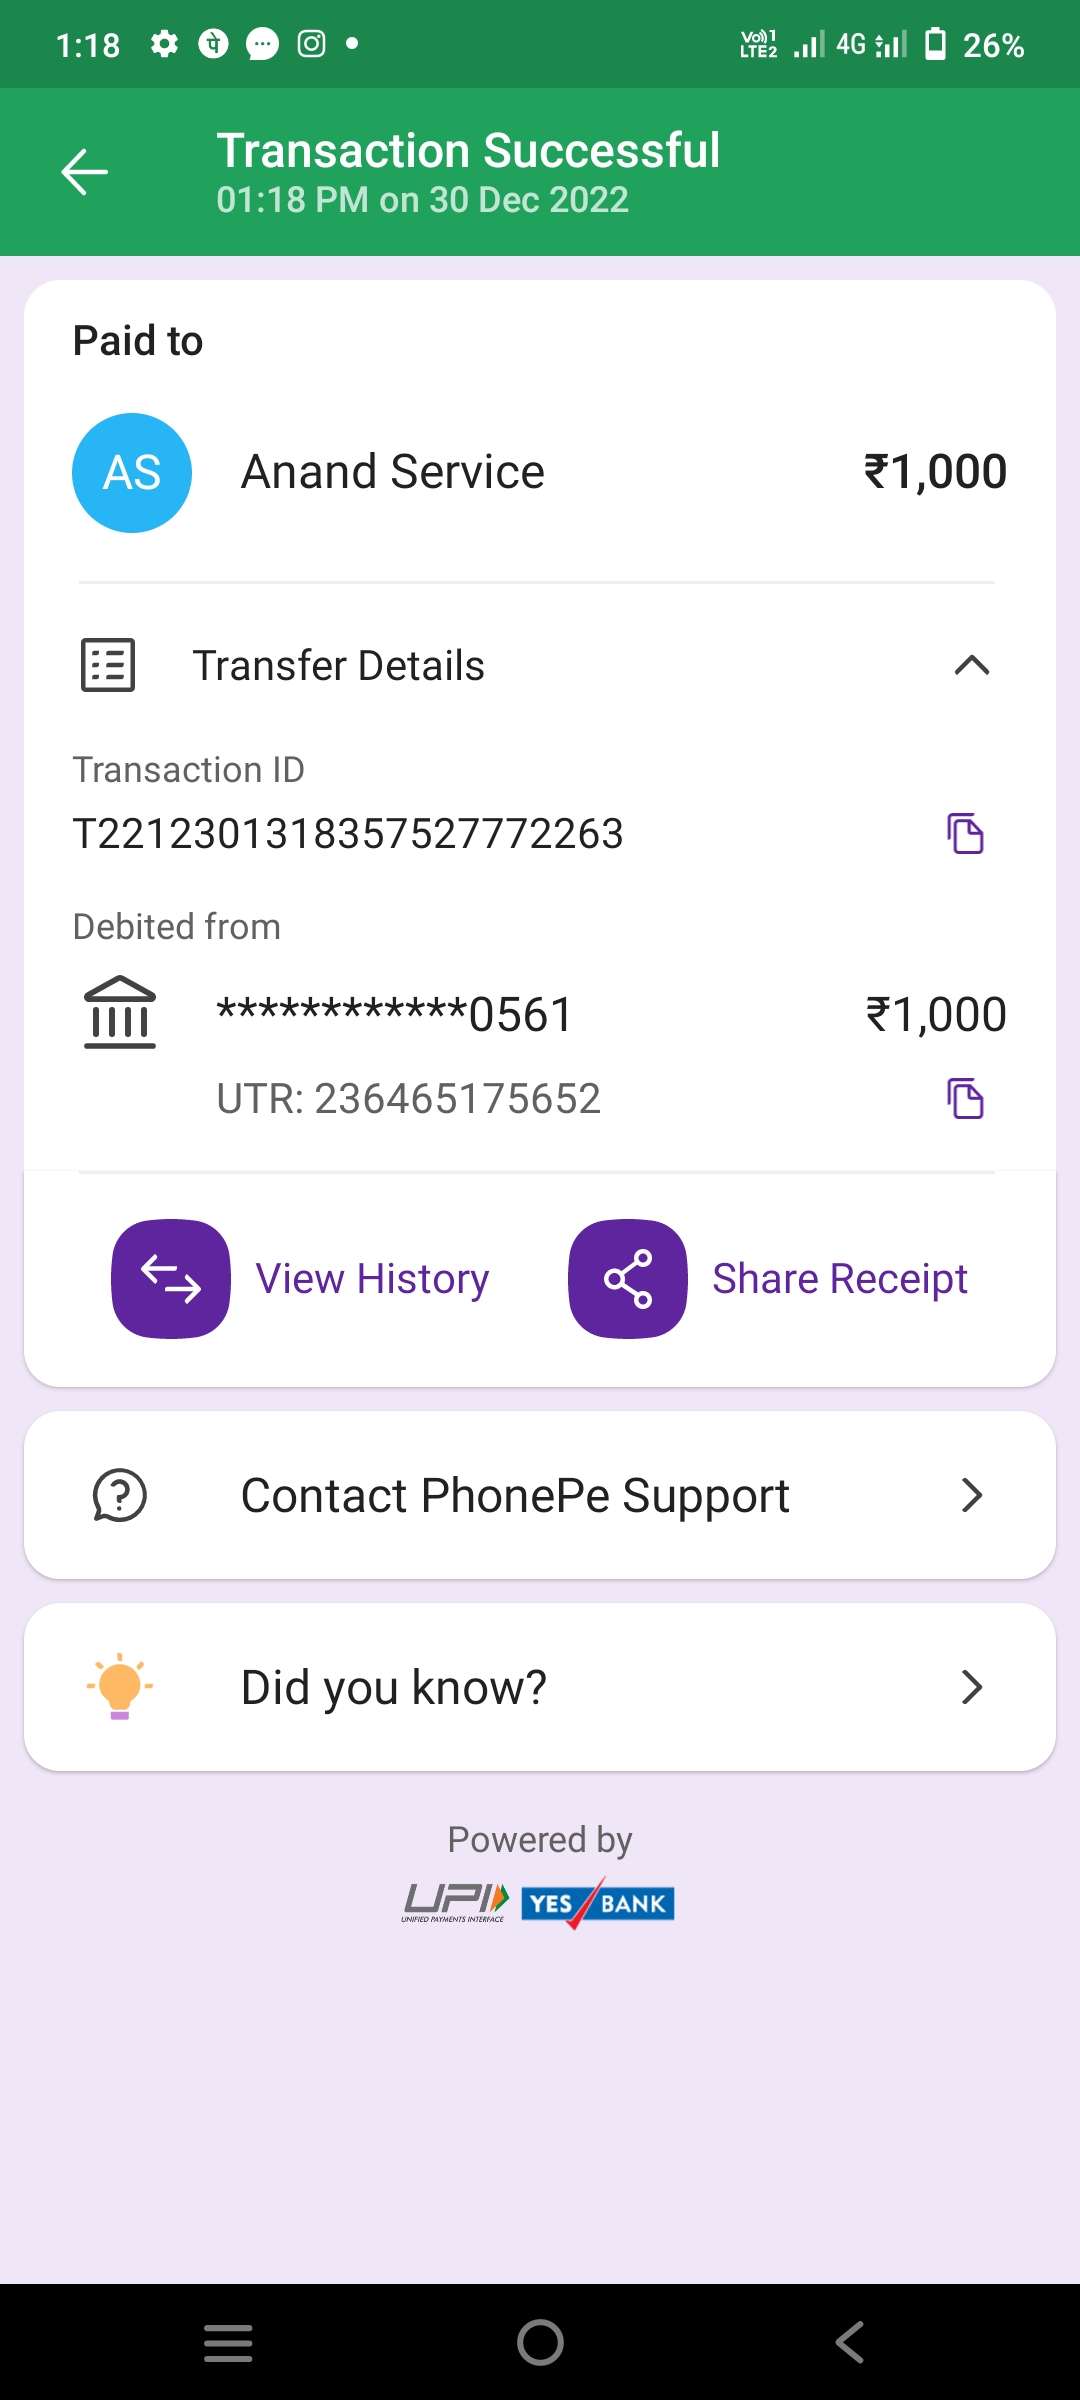 1:18 पे Vo))1 LTE2 4G 26%
Transaction Successful
01:18 PM on 30 Dec 2022
Paid to
AS Anand Service ₹1,000
Transfer Details
Transaction ID
T2212301318357527772263
Debited from
************0561 ₹1,000
UTR: 236465175652
View History Share Receipt
Contact PhonePe Support
Did you know?
Powered by
UPI YES BANK
UNIFIED PAYMENTS INTERFACE